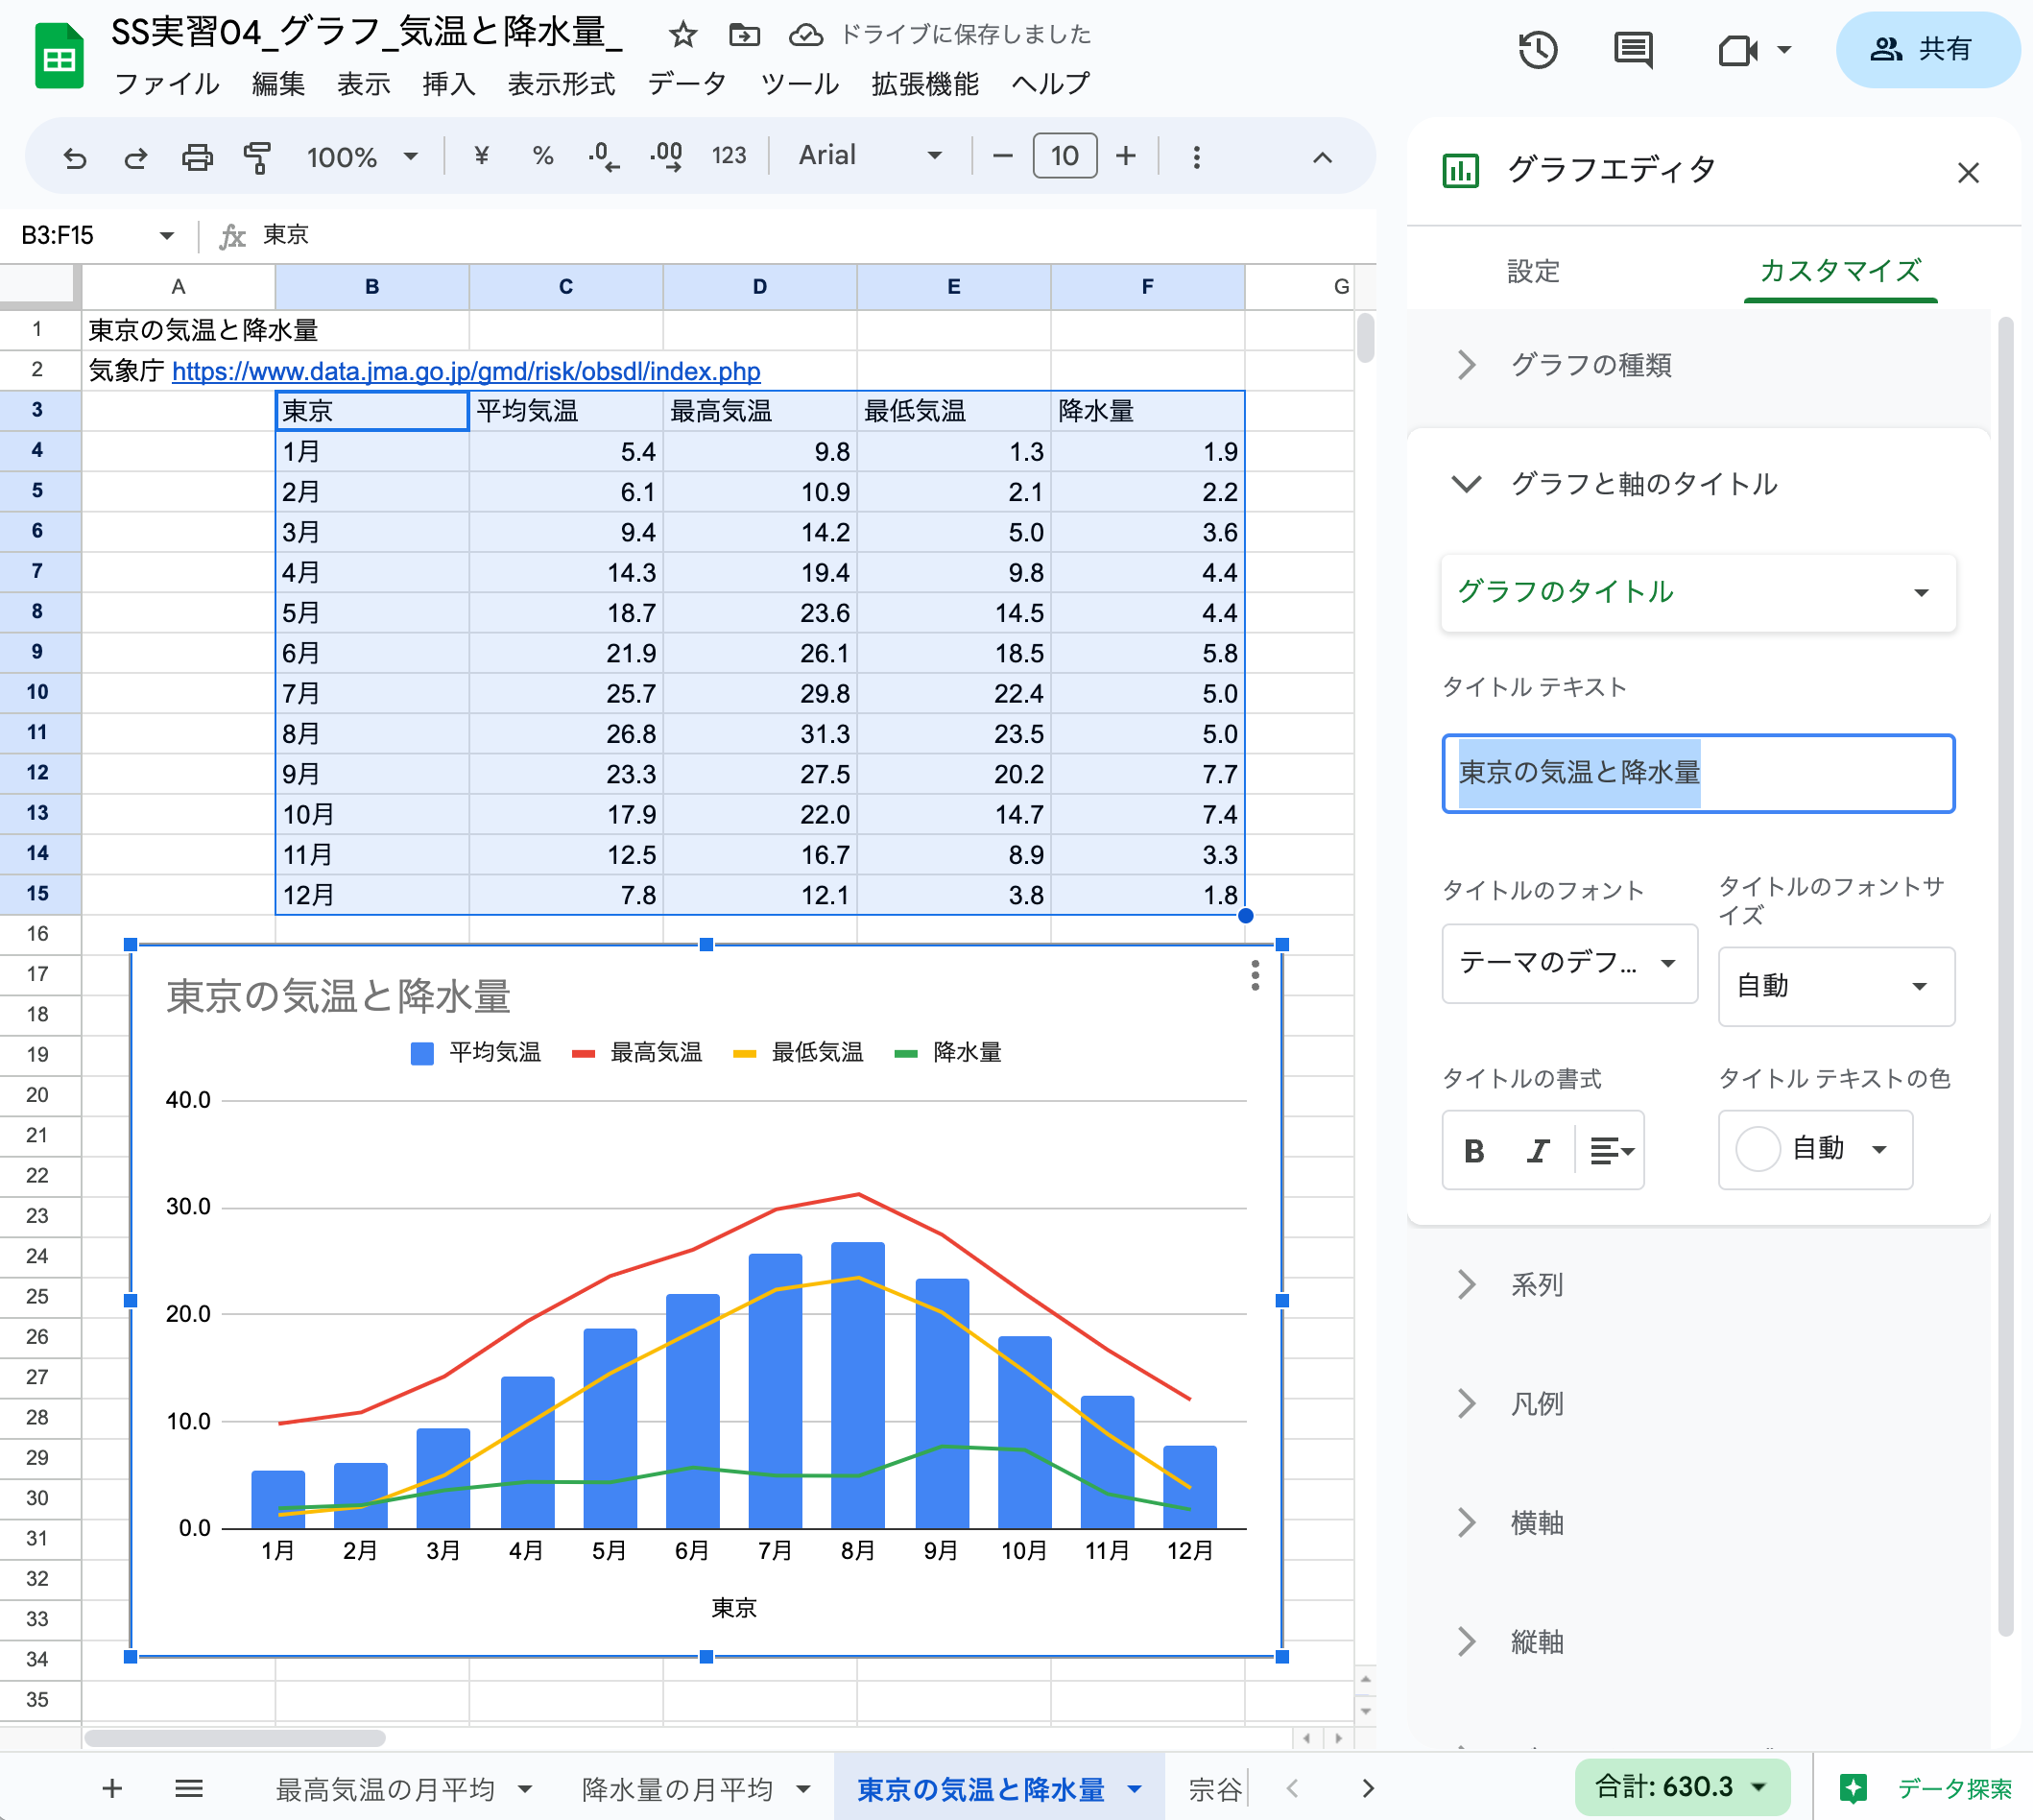 SS実習04_グラフ_気温と降水量_
ドライブに保存しました
ファイル 編集 表示 挿入 表示形式 データ ツール 拡張機能 ヘルプ
共有
100% ¥ % .0 .00 123 Arial 10
B3:F15 fx 東京
A B C D E F G
1 東京の気温と降水量
2 気象庁 https://www.data.jma.go.jp/gmd/risk/obsdl/index.php
3 東京 平均気温 最高気温 最低気温 降水量
4 1月 5.4 9.8 1.3 1.9
5 2月 6.1 10.9 2.1 2.2
6 3月 9.4 14.2 5.0 3.6
7 4月 14.3 19.4 9.8 4.4
8 5月 18.7 23.6 14.5 4.4
9 6月 21.9 26.1 18.5 5.8
10 7月 25.7 29.8 22.4 5.0
11 8月 26.8 31.3 23.5 5.0
12 9月 23.3 27.5 20.2 7.7
13 10月 17.9 22.0 14.7 7.4
14 11月 12.5 16.7 8.9 3.3
15 12月 7.8 12.1 3.8 1.8
16
17
18
19
20
21
22
23
24
25
26
27
28
29
30
31
32
33
34
35
東京の気温と降水量
平均気温 最高気温 最低気温 降水量
40.0
30.0
20.0
10.0
0.0
1月 2月 3月 4月 5月 6月 7月 8月 9月 10月 11月 12月
東京
グラフエディタ
設定 カスタマイズ
グラフの種類
グラフと軸のタイトル
グラフのタイトル
タイトル テキスト
東京の気温と降水量
タイトルのフォント
テーマのデフ...
タイトルのフォントサ
イズ
自動
タイトルの書式
B I
タイトル テキストの色
自動
系列
凡例
横軸
縦軸
最高気温の月平均 降水量の月平均 東京の気温と降水量 宗谷
合計: 630.3
データ探索